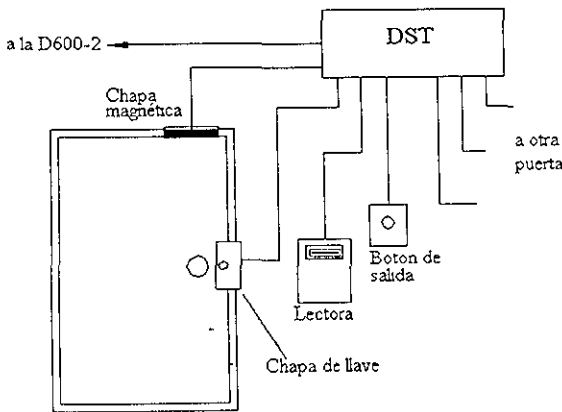 DST
a la D600-2
Chapa
magnética
a otra
puerta
Boton de
salida
Lectora
Chapa de llave